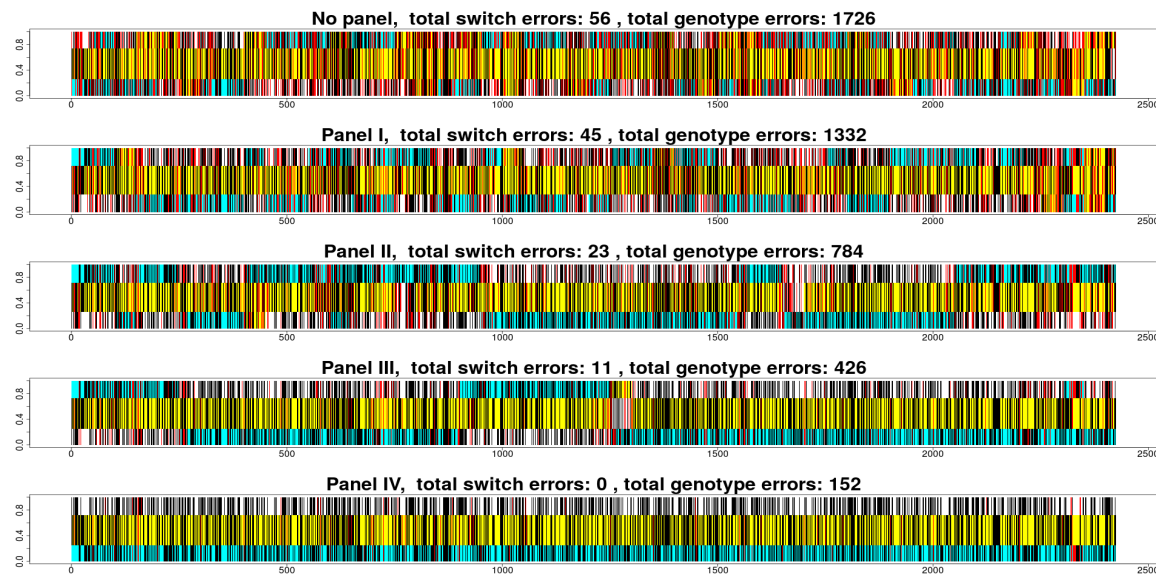 No panel, total switch errors: 56 , total genotype errors: 1726
0.0 0.4 0.8
0 500 1000 1500 2000 2500
Panel I, total switch errors: 45 , total genotype errors: 1332
0.0 0.4 0.8
0 500 1000 1500 2000 2500
Panel II, total switch errors: 23 , total genotype errors: 784
0.0 0.4 0.8
0 500 1000 1500 2000 2500
Panel III, total switch errors: 11 , total genotype errors: 426
0.0 0.4 0.8
0 500 1000 1500 2000 2500
Panel IV, total switch errors: 0 , total genotype errors: 152
0.0 0.4 0.8
0 500 1000 1500 2000 2500